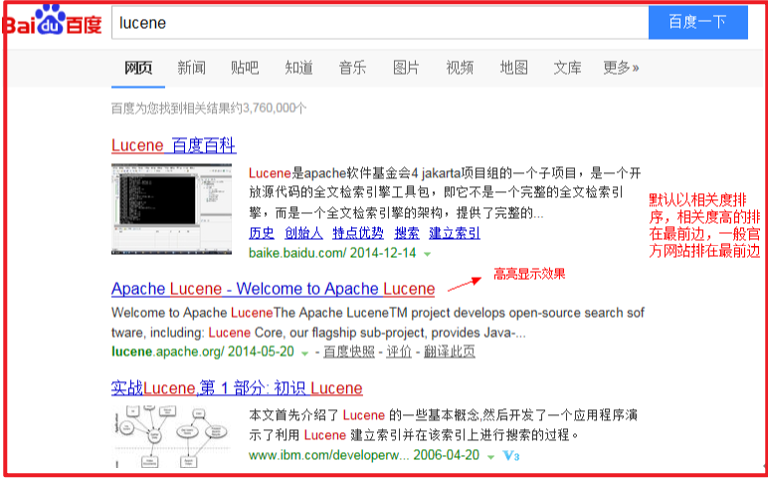 Bai du 百度
lucene
百度一下
网页 新闻 贴吧 知道 音乐 图片 视频 地图 文库 更多»
百度为您找到相关结果约3,760,000个
Lucene 百度百科
Lucene是apache软件基金会4 jakarta项目组的一个子项目，是一个开
放源代码的全文检索引擎工具包，即它不是一个完整的全文检索引
擎，而是一个全文检索引擎的架构，提供了完整的...
历史 创始人 特点优势 搜索 建立索引
baike.baidu.com/ 2014-12-14
默认以相关度排
序，相关度高的排
在最前边，一般官
方网站排在最前边
高亮显示效果
Apache Lucene - Welcome to Apache Lucene
Welcome to Apache LuceneThe Apache LuceneTM project develops open-source search sof
tware, including: Lucene Core, our flagship sub-project, provides Java-...
lucene.apache.org/ 2014-05-20 - 百度快照 - 评价 - 翻译此页
实战Lucene,第 1 部分: 初识 Lucene
本文首先介绍了 Lucene 的一些基本概念,然后开发了一个应用程序演
示了利用 Lucene 建立索引并在该索引上进行搜索的过程。
www.ibm.com/developerw... 2006-04-20 V3